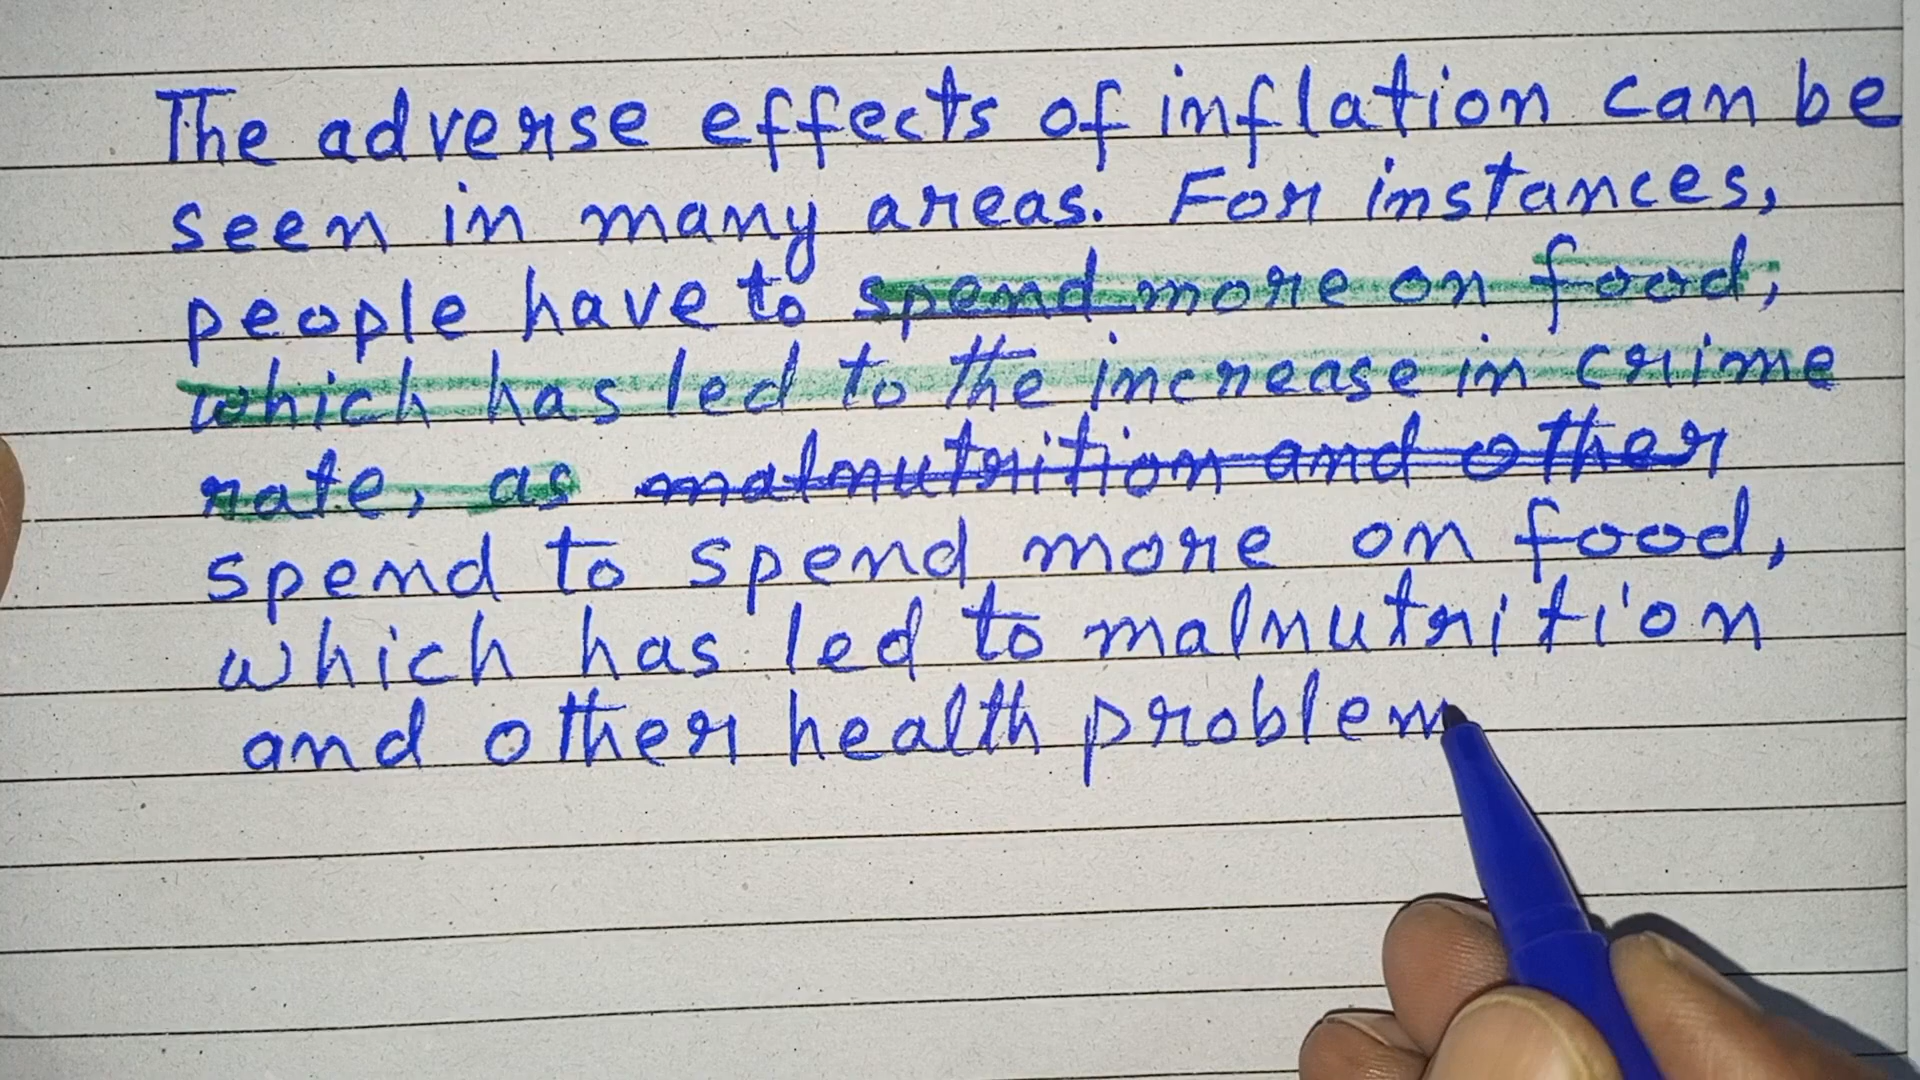 The adverse effects of inflation can be
seen in many areas. For instances,
people have to spend more on food,
which has led to the increase in crime
rate, as malnutrition and other
spend to spend more on food,
which has led to malnutrition
and other health problem